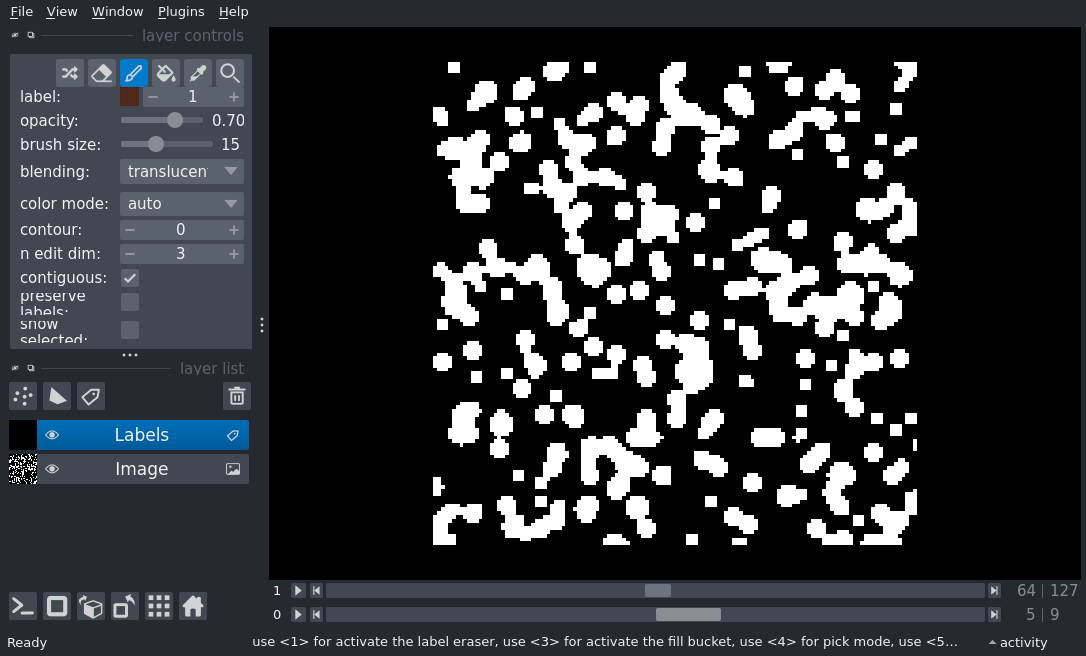 File View Window Plugins Help
layer controls
label: 1
opacity: 0.70
brush size: 15
blending: translucen
color mode: auto
contour: 0
n edit dim: 3
contiguous:
preserve
labels:
show
selected:
layer list
Labels
Image
1 64 | 127
0 5 | 9
Ready use <1> for activate the label eraser, use <3> for activate the fill bucket, use <4> for pick mode, use <5... activity